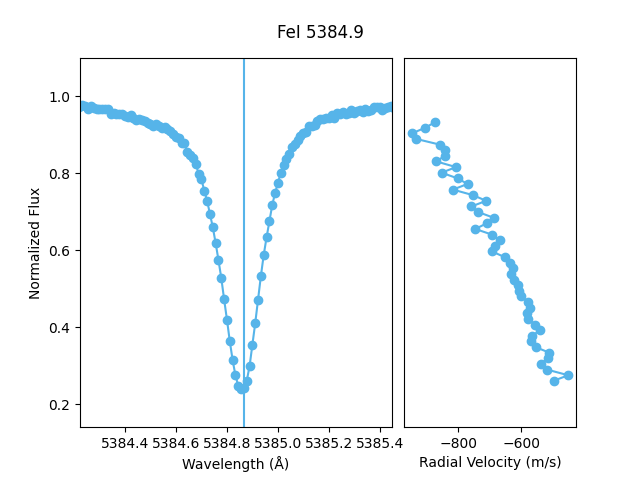 FeI 5384.9
1.0
0.8
0.6
0.4
0.2
Normalized Flux
5384.4 5384.6 5384.8 5385.0 5385.2 5385.4
Wavelength (Å)
−800 −600
Radial Velocity (m/s)